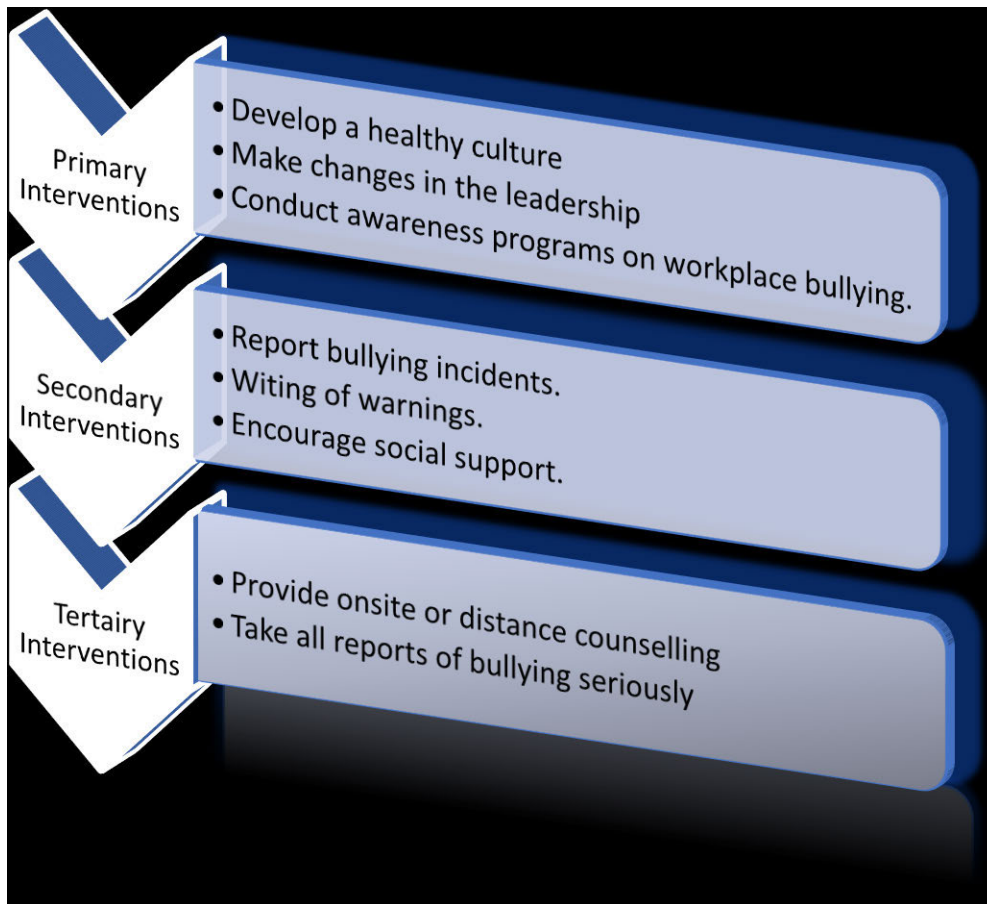 Primary
Interventions
• Develop a healthy culture
• Make changes in the leadership
• Conduct awareness programs on workplace bullying.
Secondary
Interventions
• Report bullying incidents.
• Witing of warnings.
• Encourage social support.
Tertairy
Interventions
• Provide onsite or distance counselling
• Take all reports of bullying seriously